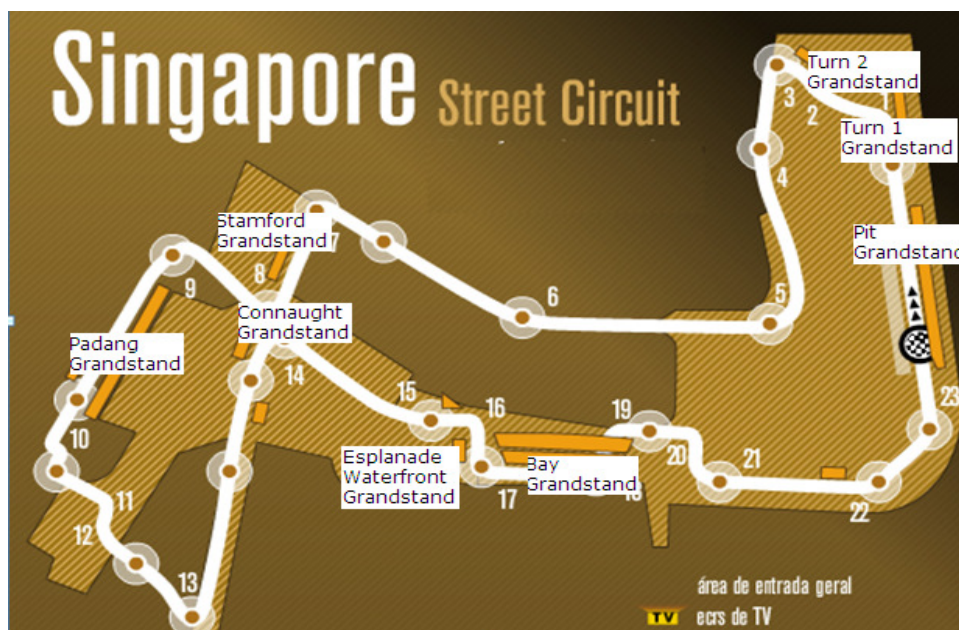 Singapore Street Circuit
Turn 2
Grandstand
3
2
1
Turn 1
Grandstand
4
Stamford
Grandstand
7
Pit
Grandstand
9
8
6
5
Connaught
Grandstand
Padang
Grandstand
14
15
16
19
23
10
20
Esplanade
Waterfront
Grandstand
Bay
Grandstand
21
11
17
18
22
12
13
área de entrada geral
TV
ecrs de TV